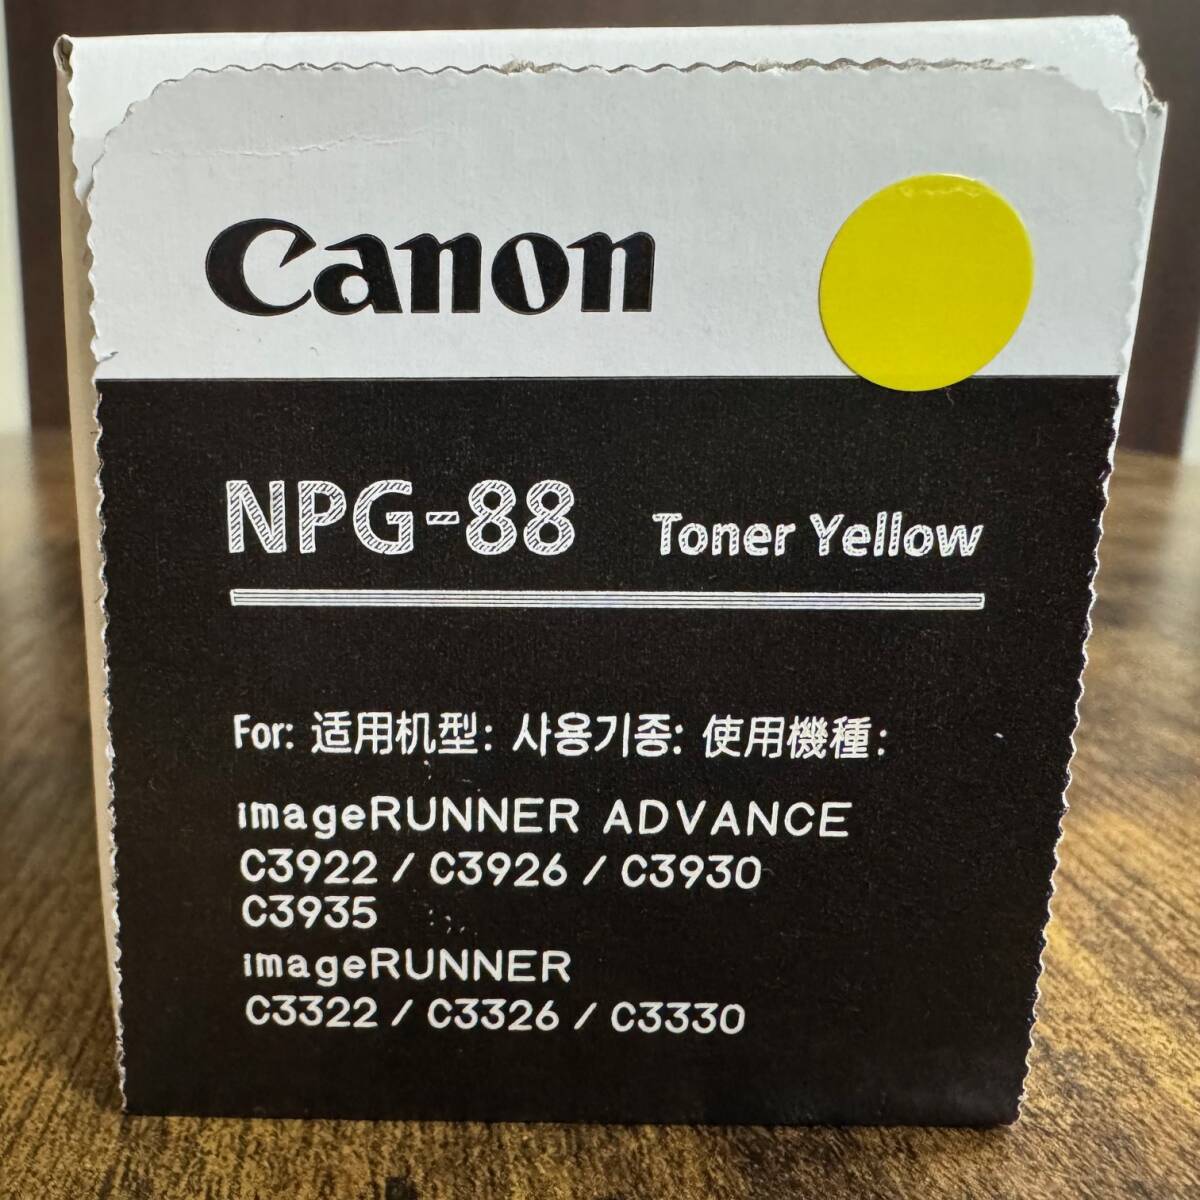 Canon
NPG-88 Toner Yellow
For: 适用机型: 사용기종: 使用機種:
imageRUNNER ADVANCE
C3922 / C3926 / C3930
C3935
imageRUNNER
C3322 / C3326 / C3330